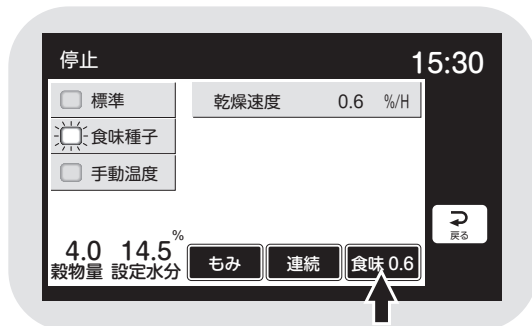 停止 15:30
標準
乾燥速度 0.6 %/H
食味種子
手動温度
戻る
4.0 14.5%
穀物量 設定水分
もみ 連続 食味 0.6